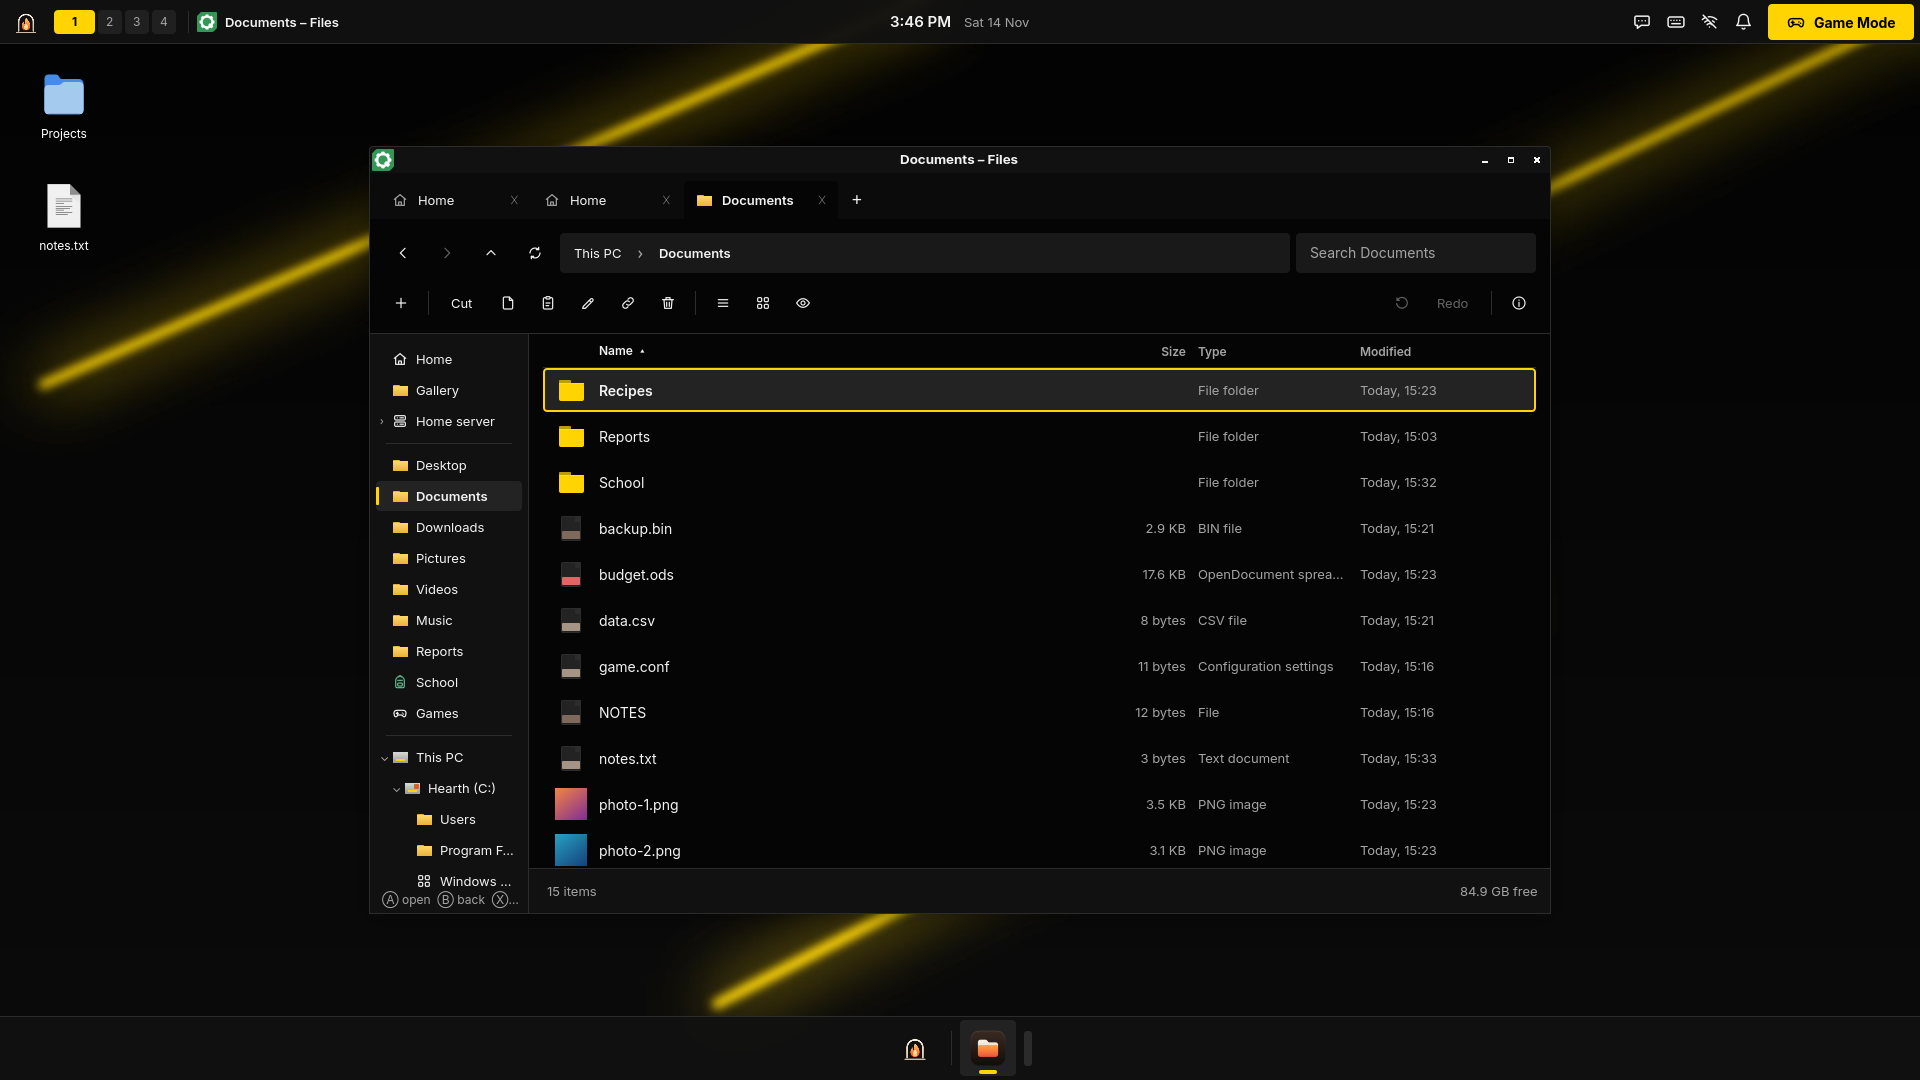 1 2 3 4 Documents – Files 3:46 PM Sat 14 Nov Game Mode
Projects
notes.txt
Documents – Files
Home X Home X Documents X +
This PC › Documents Search Documents
Cut Redo
Home
Gallery
Home server
Desktop
Documents
Downloads
Pictures
Videos
Music
Reports
School
Games
This PC
Hearth (C:)
Users
Program F...
Windows ...
A open B back X...
Name Size Type Modified
Recipes File folder Today, 15:23
Reports File folder Today, 15:03
School File folder Today, 15:32
backup.bin 2.9 KB BIN file Today, 15:21
budget.ods 17.6 KB OpenDocument sprea... Today, 15:23
data.csv 8 bytes CSV file Today, 15:21
game.conf 11 bytes Configuration settings Today, 15:16
NOTES 12 bytes File Today, 15:16
notes.txt 3 bytes Text document Today, 15:33
photo-1.png 3.5 KB PNG image Today, 15:23
photo-2.png 3.1 KB PNG image Today, 15:23
15 items 84.9 GB free